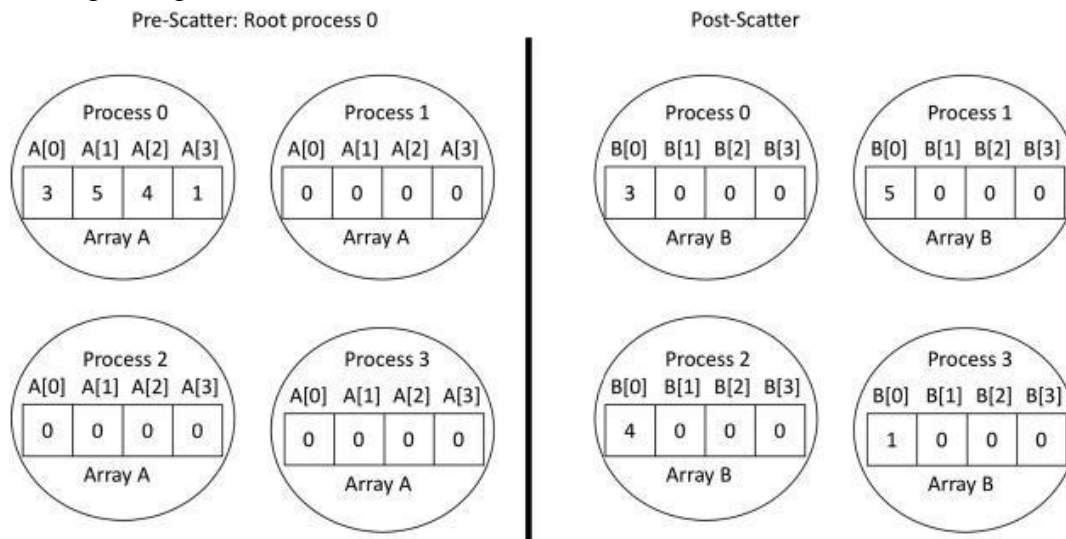 Pre-Scatter: Root process 0
Post-Scatter
Process 0
A[0] A[1] A[2] A[3]
3 5 4 1
Array A
Process 1
A[0] A[1] A[2] A[3]
0 0 0 0
Array A
Process 0
B[0] B[1] B[2] B[3]
3 0 0 0
Array B
Process 1
B[0] B[1] B[2] B[3]
5 0 0 0
Array B
Process 2
A[0] A[1] A[2] A[3]
0 0 0 0
Array A
Process 3
A[0] A[1] A[2] A[3]
0 0 0 0
Array A
Process 2
B[0] B[1] B[2] B[3]
4 0 0 0
Array B
Process 3
B[0] B[1] B[2] B[3]
1 0 0 0
Array B